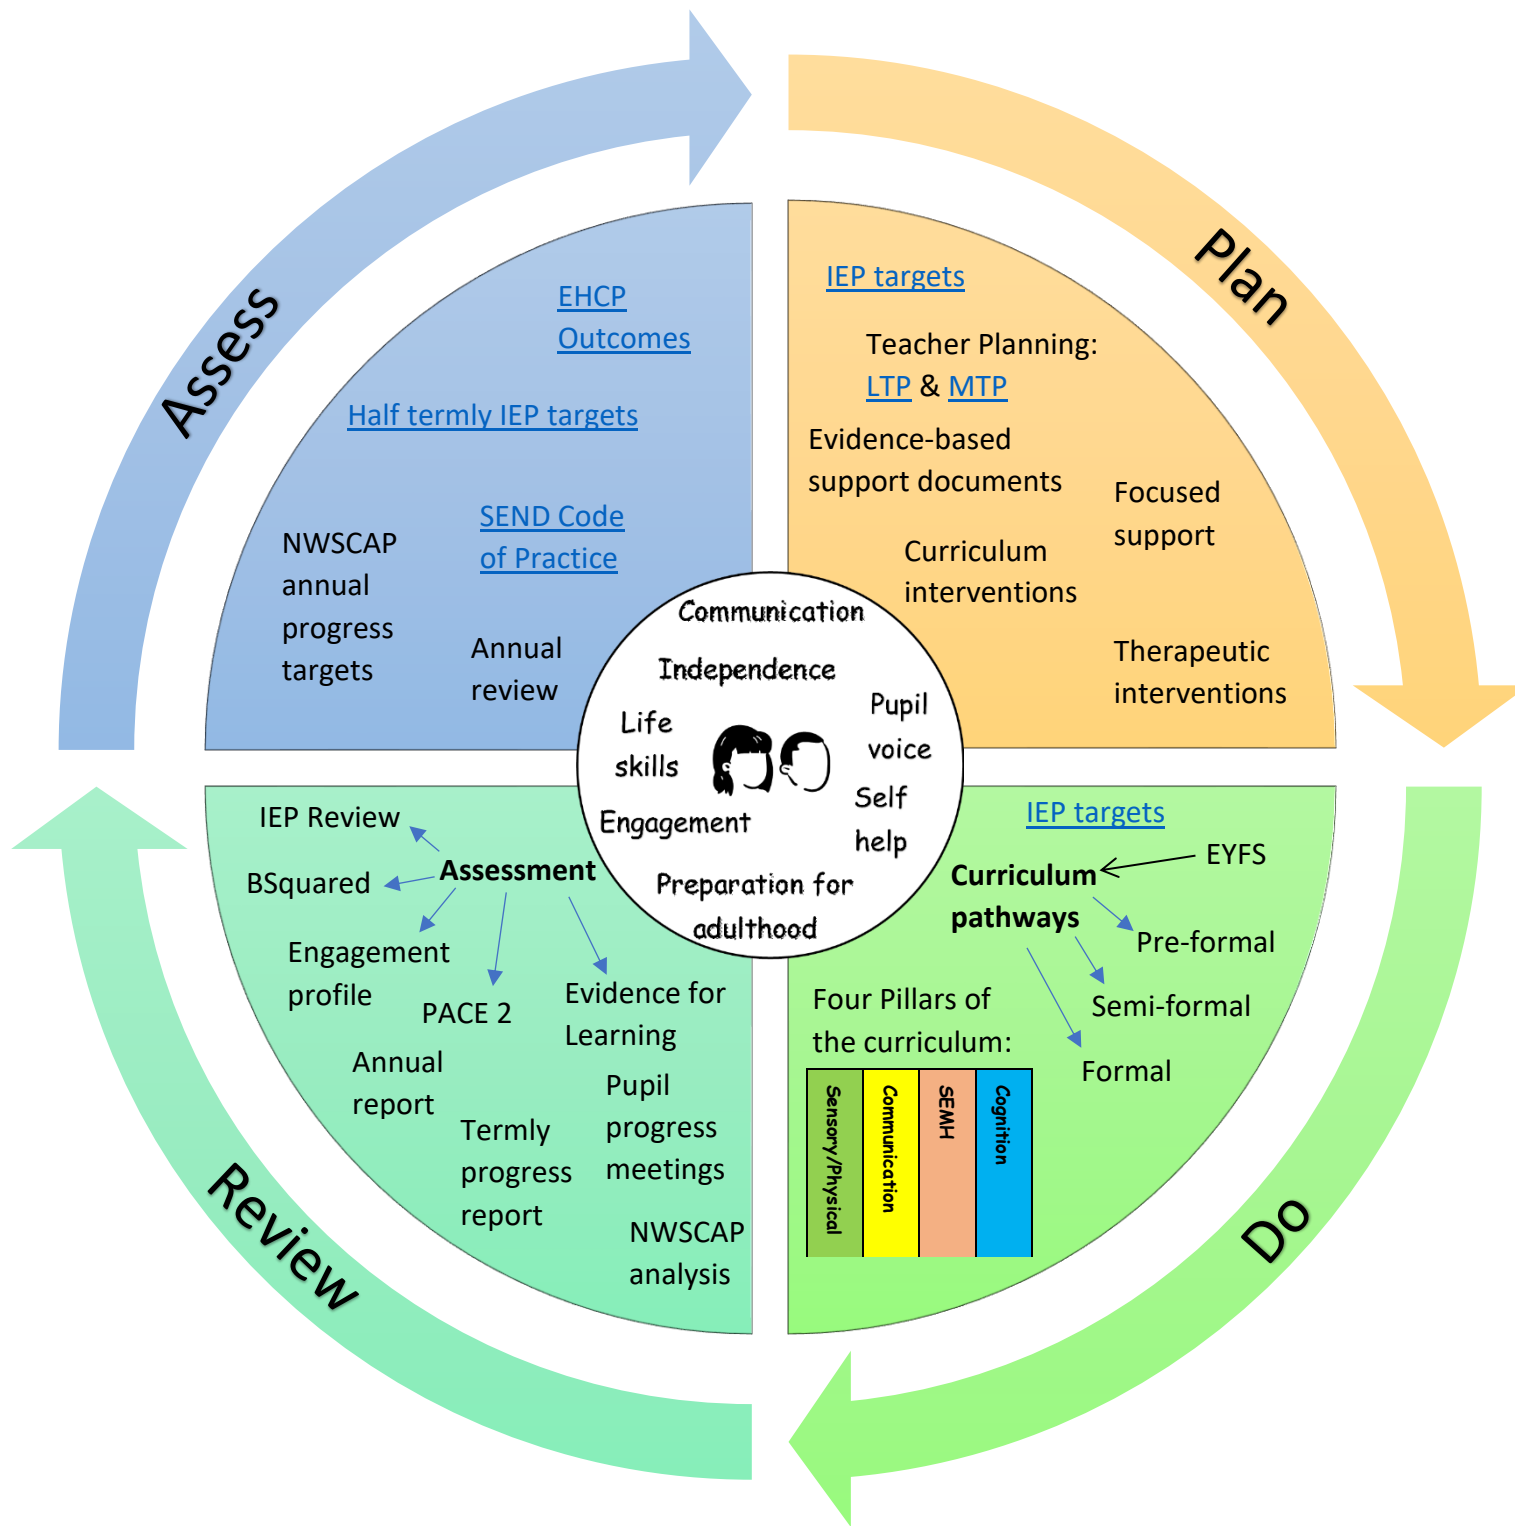 Assess
EHCP
Outcomes
Half termly IEP targets
SEND Code
of Practice
NWSCAP
annual
progress
targets
Annual
review
Plan
IEP targets
Teacher Planning:
LTP & MTP
Evidence-based
support documents
Focused
support
Curriculum
interventions
Therapeutic
interventions
Communication
Independence
Life
skills
Pupil
voice
Engagement
Self
help
Preparation for
adulthood
Do
IEP targets
EYFS
Curriculum
pathways
Pre-formal
Semi-formal
Formal
Four Pillars of
the curriculum:
Sensory/Physical
Communication
SEMH
Cognition
Review
IEP Review
Assessment
BSquared
Engagement
profile
PACE 2
Evidence for
Learning
Annual
report
Pupil
progress
meetings
Termly
progress
report
NWSCAP
analysis